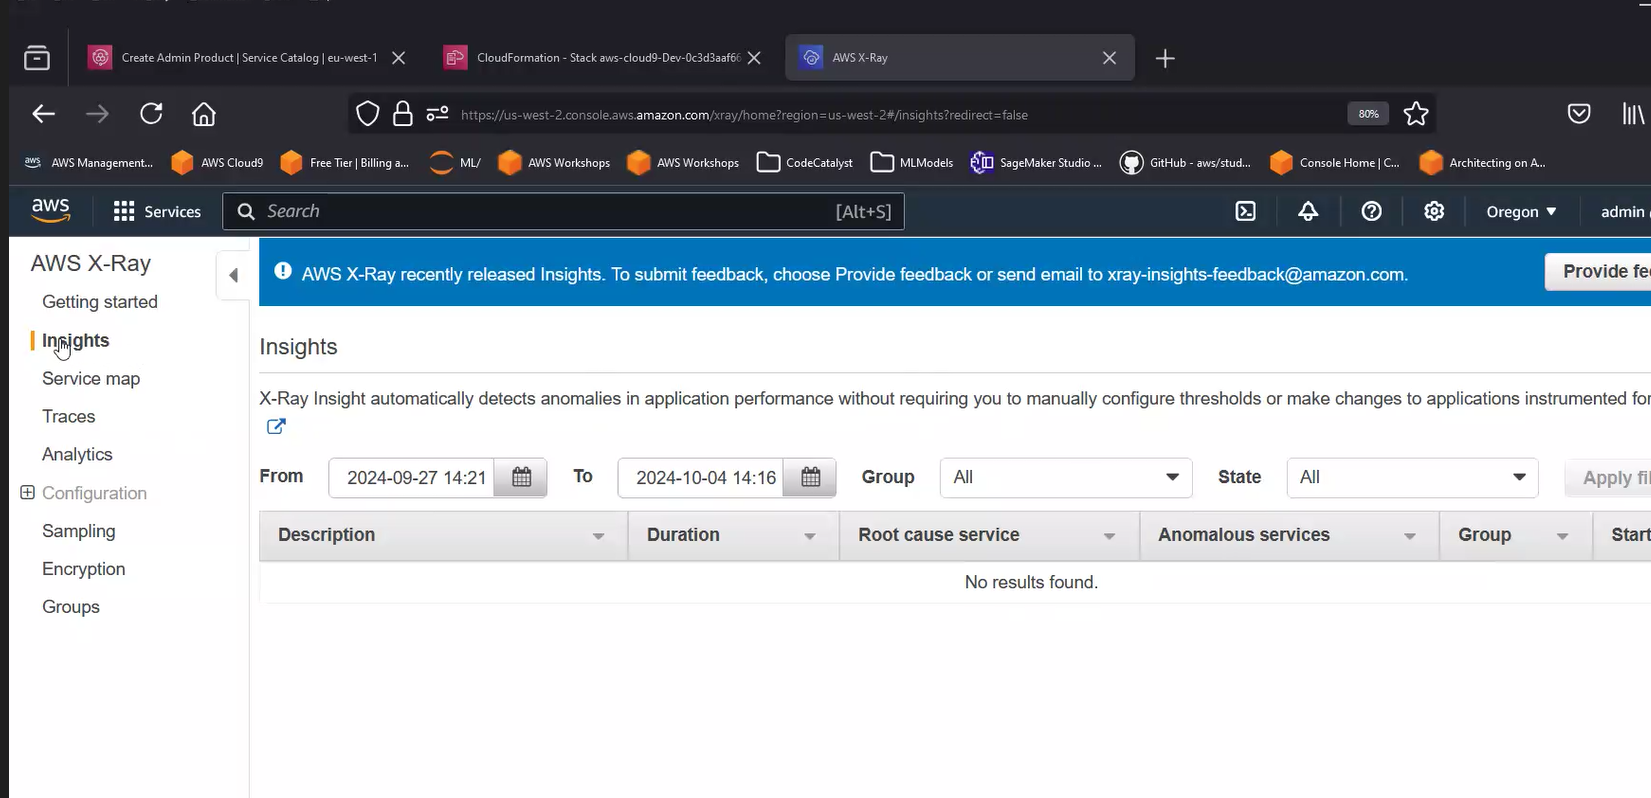 Create Admin Product | Service Catalog | eu-west-1
CloudFormation - Stack aws-cloud9-Dev-0c3d3aaf66
AWS X-Ray
https://us-west-2.console.aws.amazon.com/xray/home?region=us-west-2#/insights?redirect=false
80%
aws AWS Management... AWS Cloud9 Free Tier | Billing a... ML/ AWS Workshops AWS Workshops CodeCatalyst MLModels SageMaker Studio ... GitHub - aws/stud... Console Home | C... Architecting on A...
aws Services Search [Alt+S] Oregon admin
AWS X-Ray
Getting started
Insights
Service map
Traces
Analytics
Configuration
Sampling
Encryption
Groups
AWS X-Ray recently released Insights. To submit feedback, choose Provide feedback or send email to xray-insights-feedback@amazon.com.
Provide fe
Insights
X-Ray Insight automatically detects anomalies in application performance without requiring you to manually configure thresholds or make changes to applications instrumented for
From 2024-09-27 14:21 To 2024-10-04 14:16 Group All State All Apply fil
Description Duration Root cause service Anomalous services Group Start
No results found.